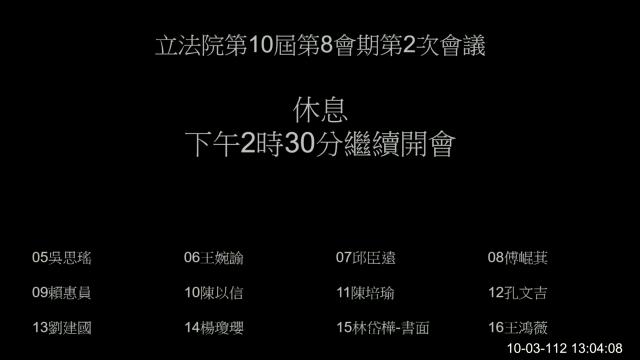 立法院第10屆第8會期第2次會議
休息
下午2時30分繼續開會
05吳思瑤 06王婉諭 07邱臣遠 08傅崐萁
09賴惠員 10陳以信 11陳培瑜 12孔文吉
13劉建國 14楊瓊瓔 15林岱樺-書面 16王鴻薇
10-03-112 13:04:08